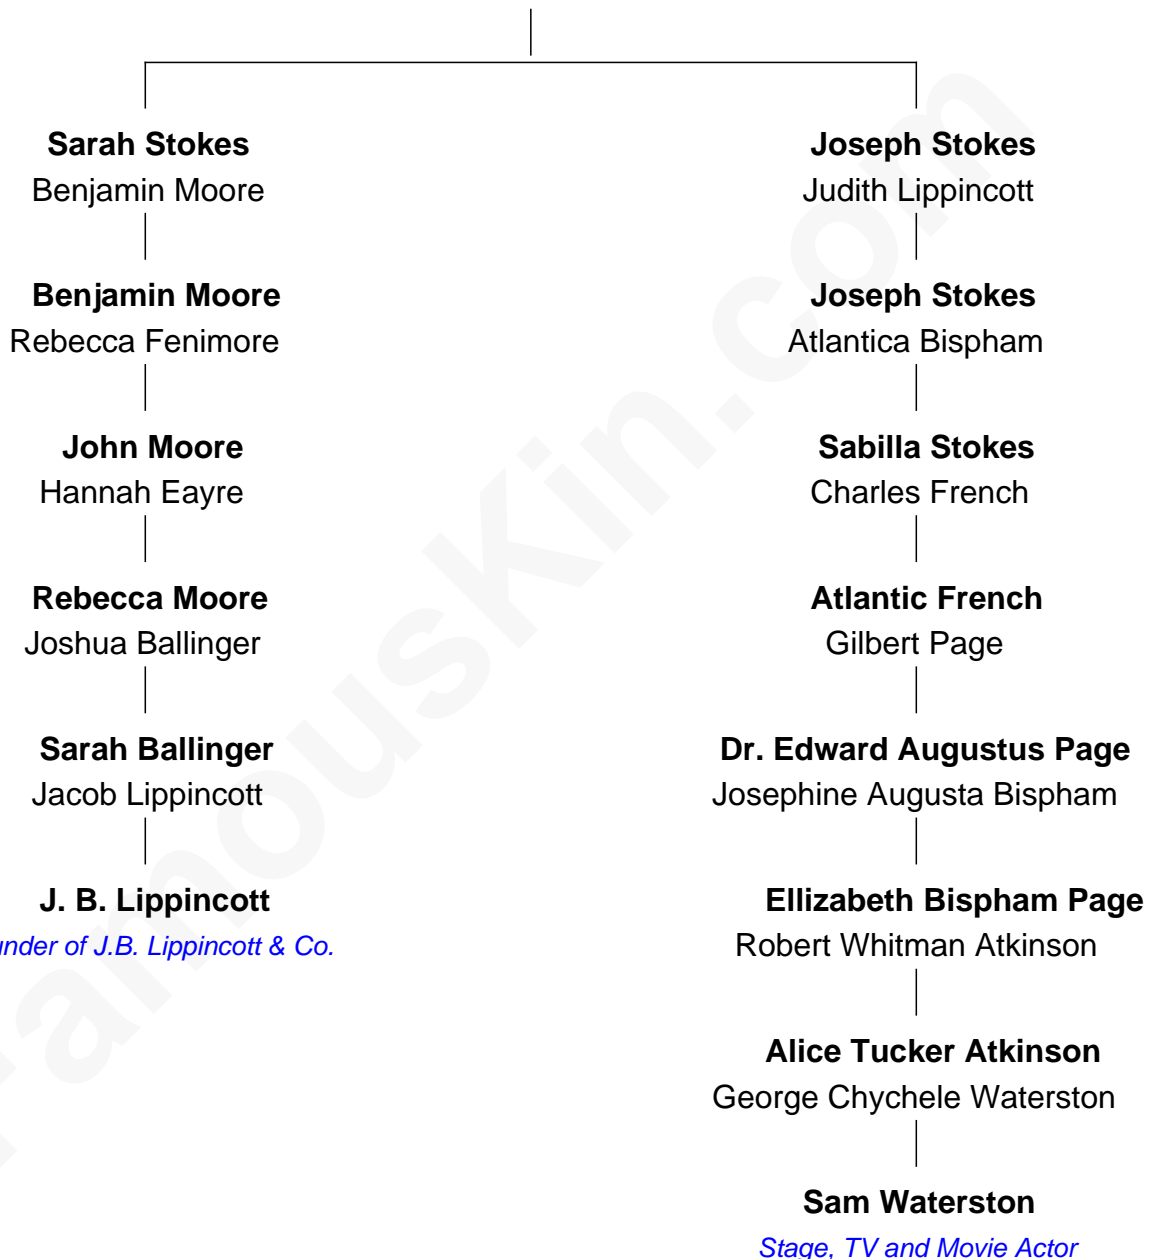 Sarah Stokes
Benjamin Moore
Benjamin Moore
Rebecca Fenimore
John Moore
Hannah Eayre
Rebecca Moore
Joshua Ballinger
Sarah Ballinger
Jacob Lippincott
J. B. Lippincott
under of J.B. Lippincott & Co.
Joseph Stokes
Judith Lippincott
Joseph Stokes
Atlantica Bispham
Sabilla Stokes
Charles French
Atlantic French
Gilbert Page
Dr. Edward Augustus Page
Josephine Augusta Bispham
Ellizabeth Bispham Page
Robert Whitman Atkinson
Alice Tucker Atkinson
George Chychele Waterston
Sam Waterston
Stage, TV and Movie Actor
FamousKin.com